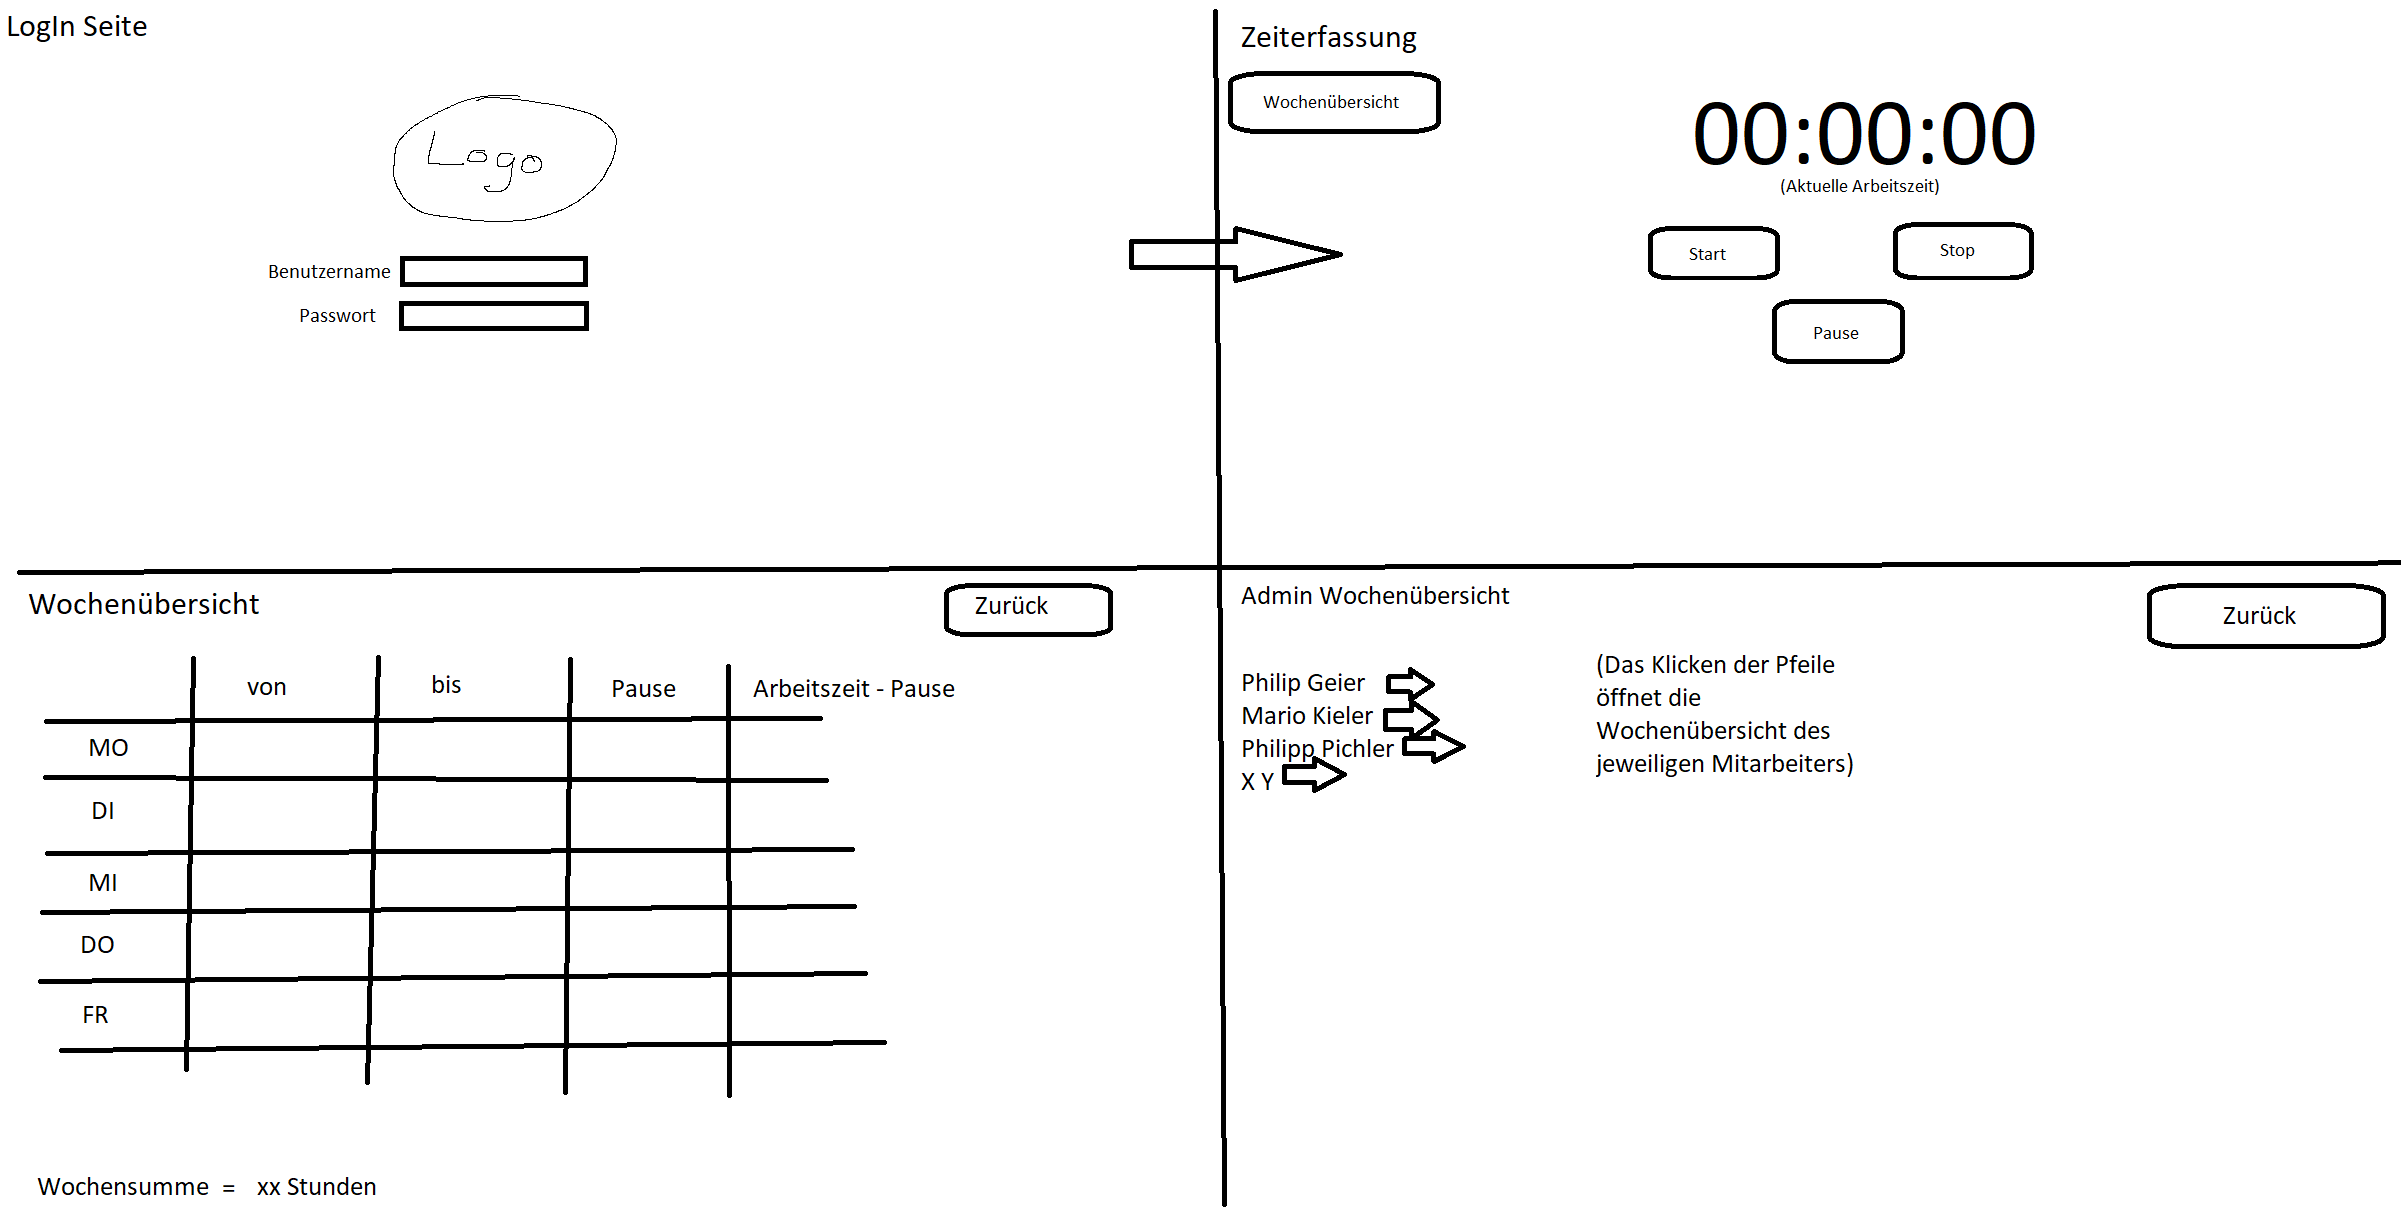 LogIn Seite
Logo
Benutzername
Passwort
Zeiterfassung
Wochenübersicht
00:00:00
(Aktuelle Arbeitszeit)
Start
Stop
Pause
Wochenübersicht
Zurück
von bis Pause Arbeitszeit - Pause
MO
DI
MI
DO
FR
Wochensumme = xx Stunden
Admin Wochenübersicht
Zurück
Philip Geier
Mario Kieler
Philipp Pichler
X Y
(Das Klicken der Pfeile
öffnet die
Wochenübersicht des
jeweiligen Mitarbeiters)